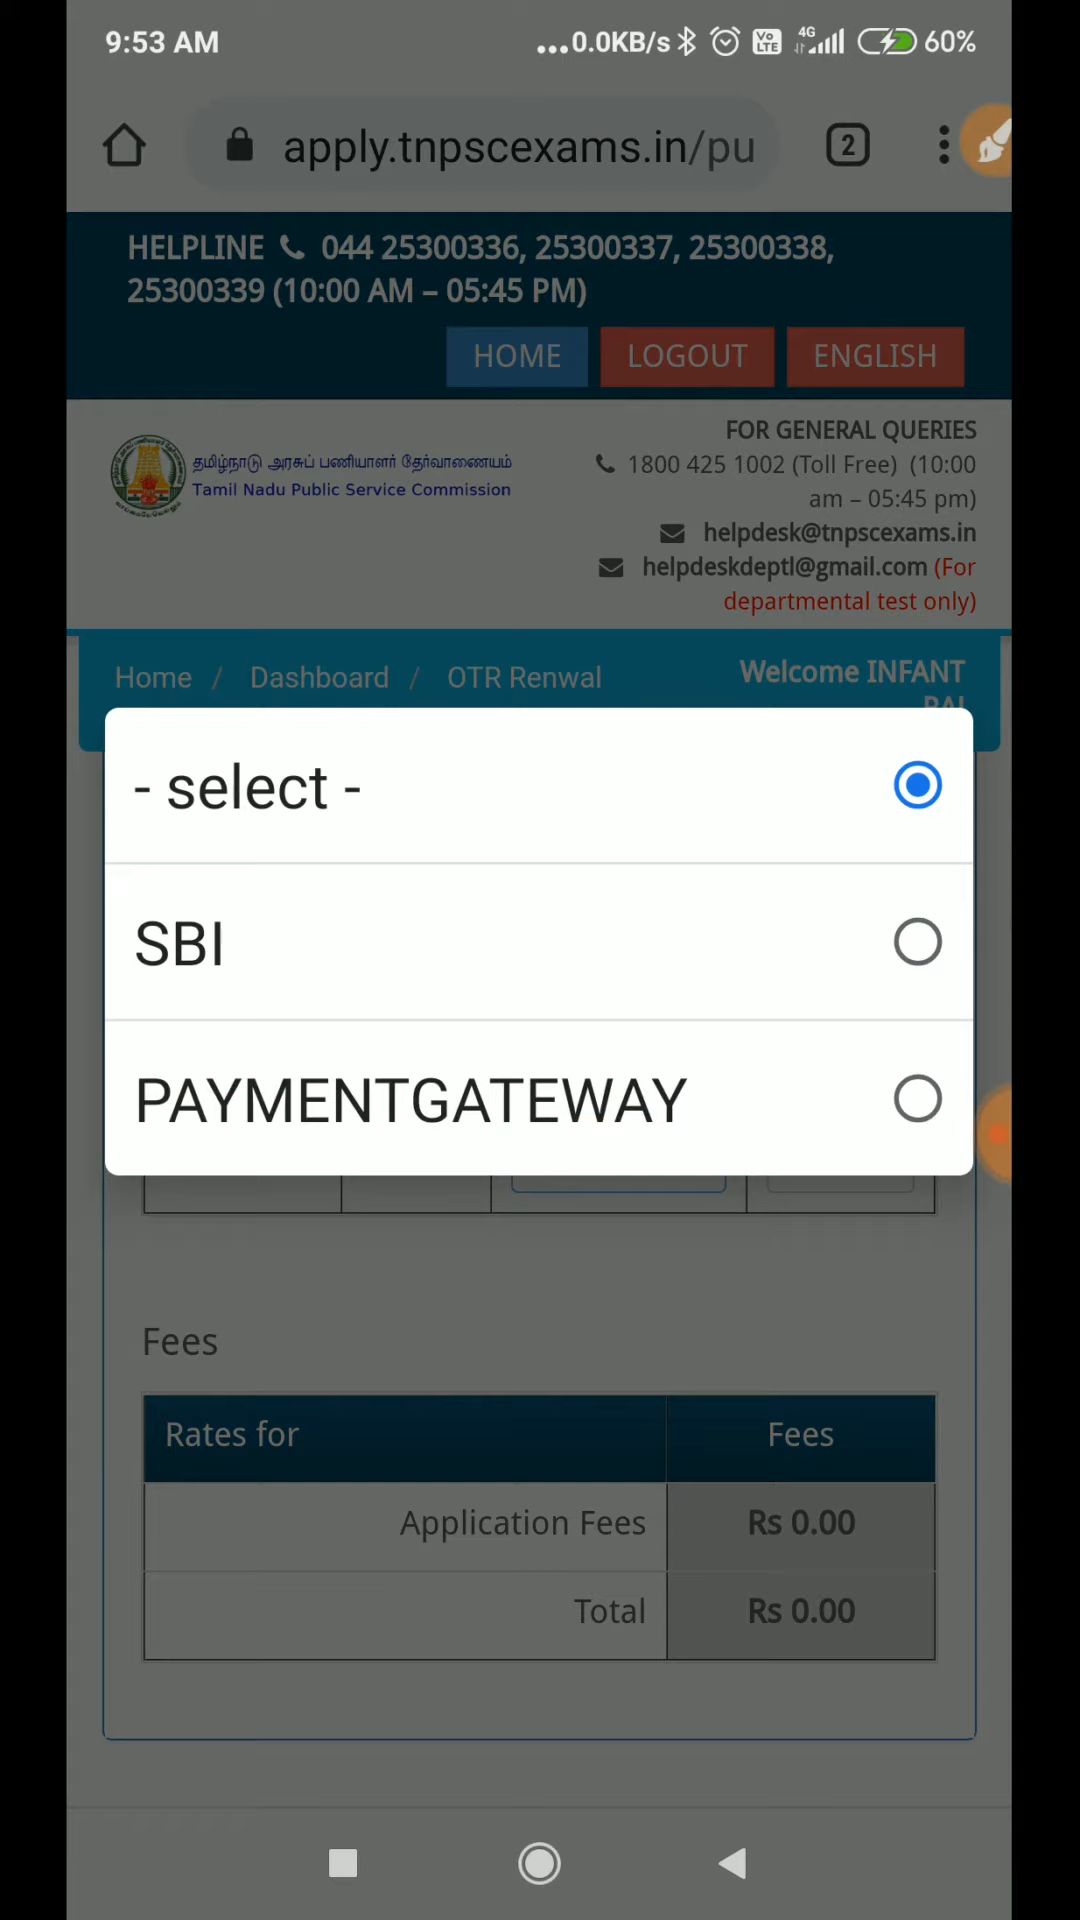 9:53 AM
...0.0KB/s Vo LTE 4G 60%
apply.tnpscexams.in/pu
2
HELPLINE 044 25300336, 25300337, 25300338,
25300339 (10:00 AM – 05:45 PM)
HOME LOGOUT ENGLISH
FOR GENERAL QUERIES
தமிழ்நாடு அரசுப் பணியாளர் தேர்வாணையம்
Tamil Nadu Public Service Commission
1800 425 1002 (Toll Free) (10:00
am – 05:45 pm)
helpdesk@tnpscexams.in
helpdeskdeptl@gmail.com (For
departmental test only)
Home / Dashboard / OTR Renwal
Welcome INFANT
- select -
SBI
PAYMENTGATEWAY
Fees
Rates for Fees
Application Fees Rs 0.00
Total Rs 0.00